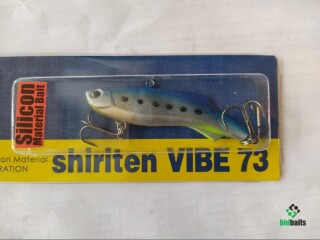 Silicon
Material Bait
on Material
RATION
shiriten VIBE 73
bidbaits